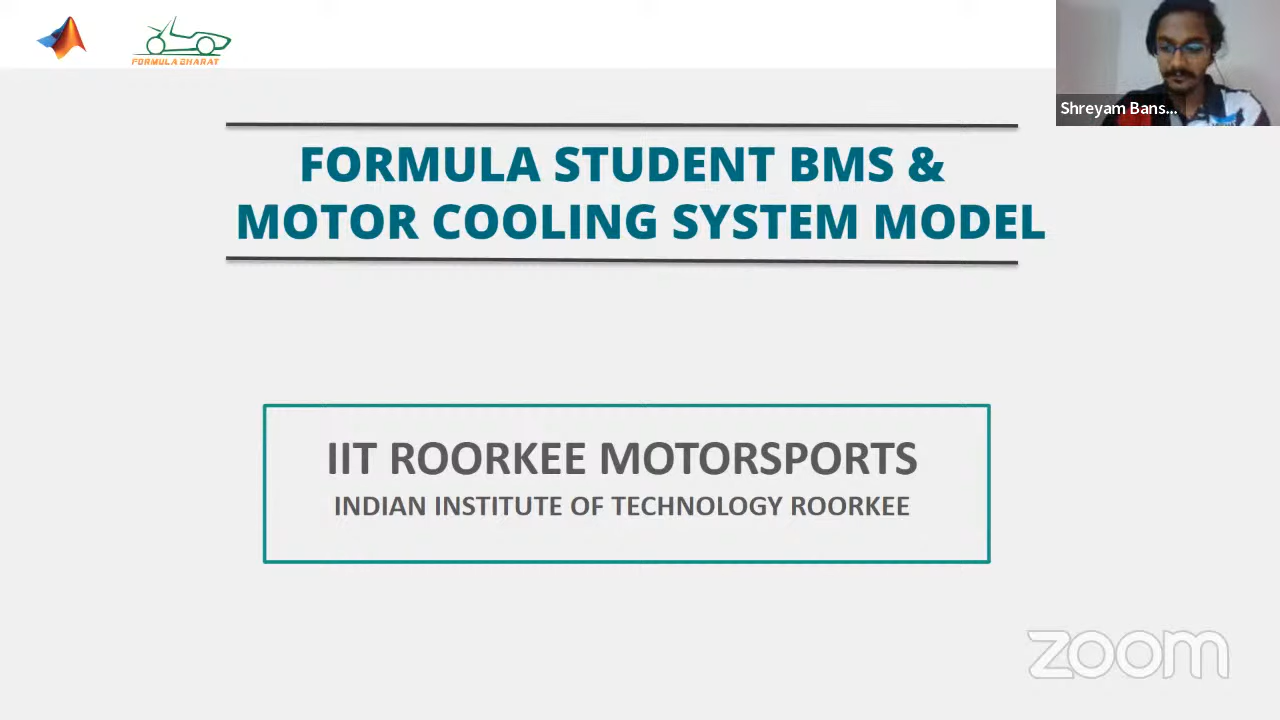 FORMULA BHARAT
Shreyam Bans...
FORMULA STUDENT BMS &
MOTOR COOLING SYSTEM MODEL
IIT ROORKEE MOTORSPORTS
INDIAN INSTITUTE OF TECHNOLOGY ROORKEE
zoom